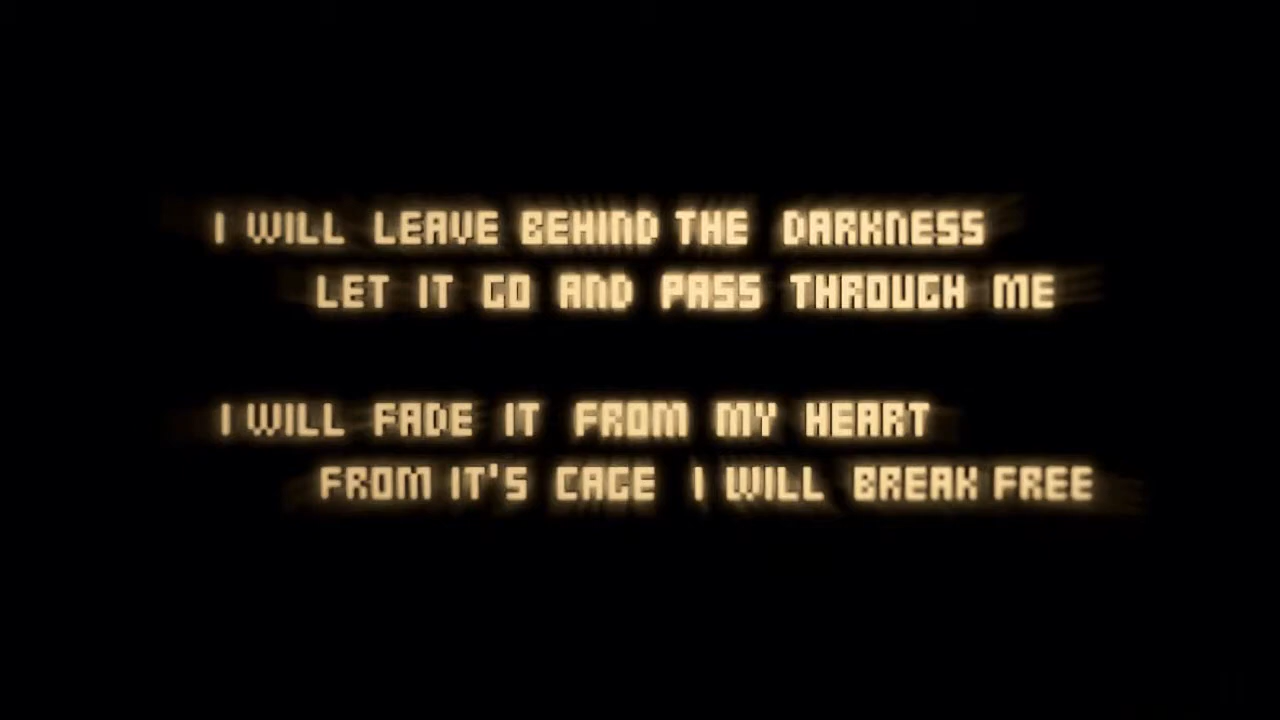 I WILL LEAVE BEHIND THE DARKNESS
LET IT GO AND PASS THROUGH ME
I WILL FADE IT FROM MY HEART
FROM IT'S CAGE I WILL BREAK FREE